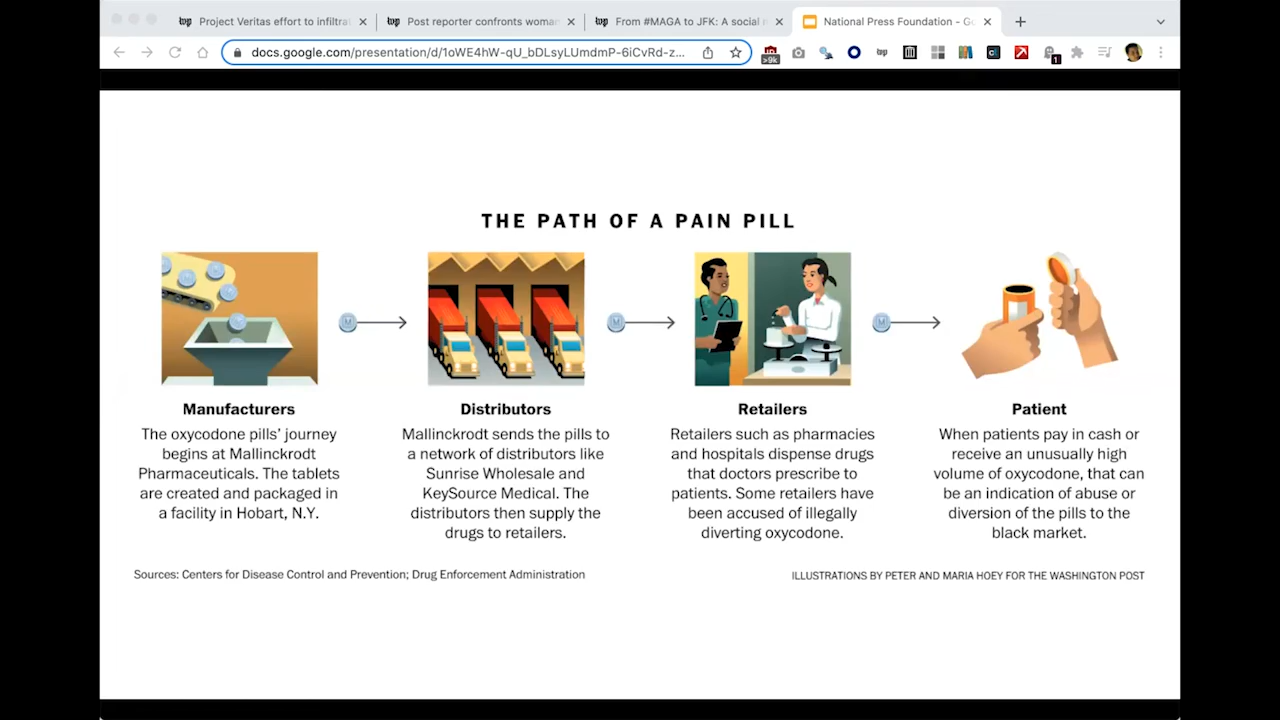 Project Veritas effort to infiltra
Post reporter confronts woman
From #MAGA to JFK: A social
National Press Foundation - Go
docs.google.com/presentation/d/1oWE4hW-qU_bDLsyLUmdmP-6iCvRd-z...
>9k
1
THE PATH OF A PAIN PILL
Manufacturers
The oxycodone pills’ journey
begins at Mallinckrodt
Pharmaceuticals. The tablets
are created and packaged in
a facility in Hobart, N.Y.
Distributors
Mallinckrodt sends the pills to
a network of distributors like
Sunrise Wholesale and
KeySource Medical. The
distributors then supply the
drugs to retailers.
Retailers
Retailers such as pharmacies
and hospitals dispense drugs
that doctors prescribe to
patients. Some retailers have
been accused of illegally
diverting oxycodone.
Patient
When patients pay in cash or
receive an unusually high
volume of oxycodone, that can
be an indication of abuse or
diversion of the pills to the
black market.
Sources: Centers for Disease Control and Prevention; Drug Enforcement Administration
ILLUSTRATIONS BY PETER AND MARIA HOEY FOR THE WASHINGTON POST